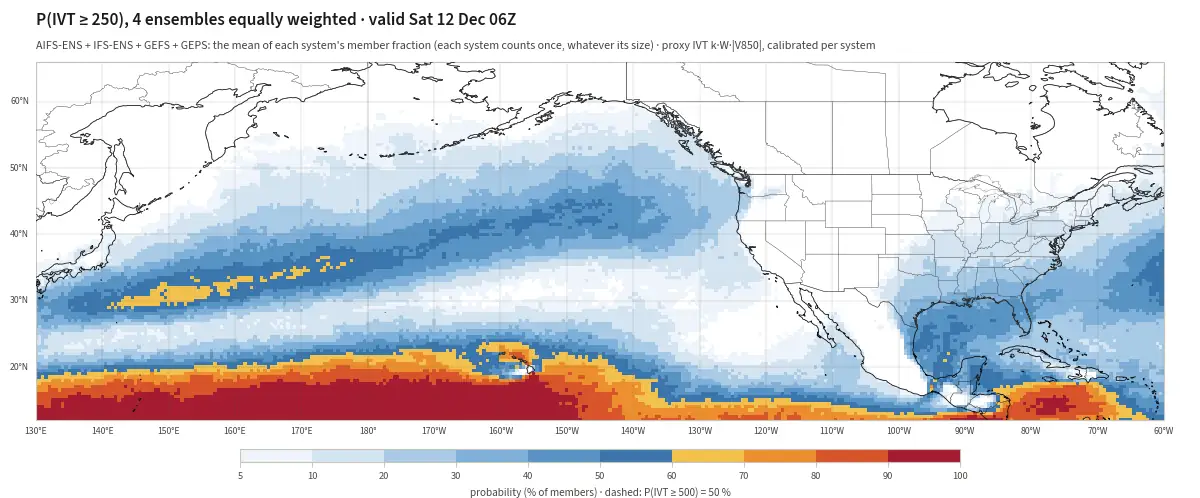 P(IVT ≥ 250), 4 ensembles equally weighted · valid Sat 12 Dec 06Z
AIFS-ENS + IFS-ENS + GEFS + GEPS: the mean of each system's member fraction (each system counts once, whatever its size) · proxy IVT k·W·|V850|, calibrated per system
60°N
50°N
40°N
30°N
20°N
130°E 140°E 150°E 160°E 170°E 180° 170°W 160°W 150°W 140°W 130°W 120°W 110°W 100°W 90°W 80°W 70°W 60°W
5 10 20 30 40 50 60 70 80 90 100
probability (% of members) · dashed: P(IVT ≥ 500) = 50 %